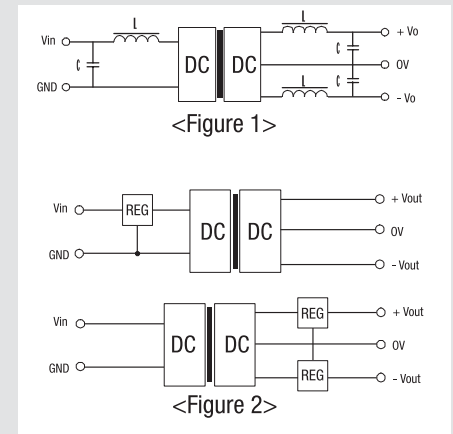 L
L
Vin
+ Vo
C
C
DC
DC
0V
C
L
GND
- Vo
<Figure 1>
Vin
REG
+ Vout
DC
DC
0V
GND
- Vout
Vin
REG
+ Vout
DC
DC
0V
GND
REG
- Vout
<Figure 2>